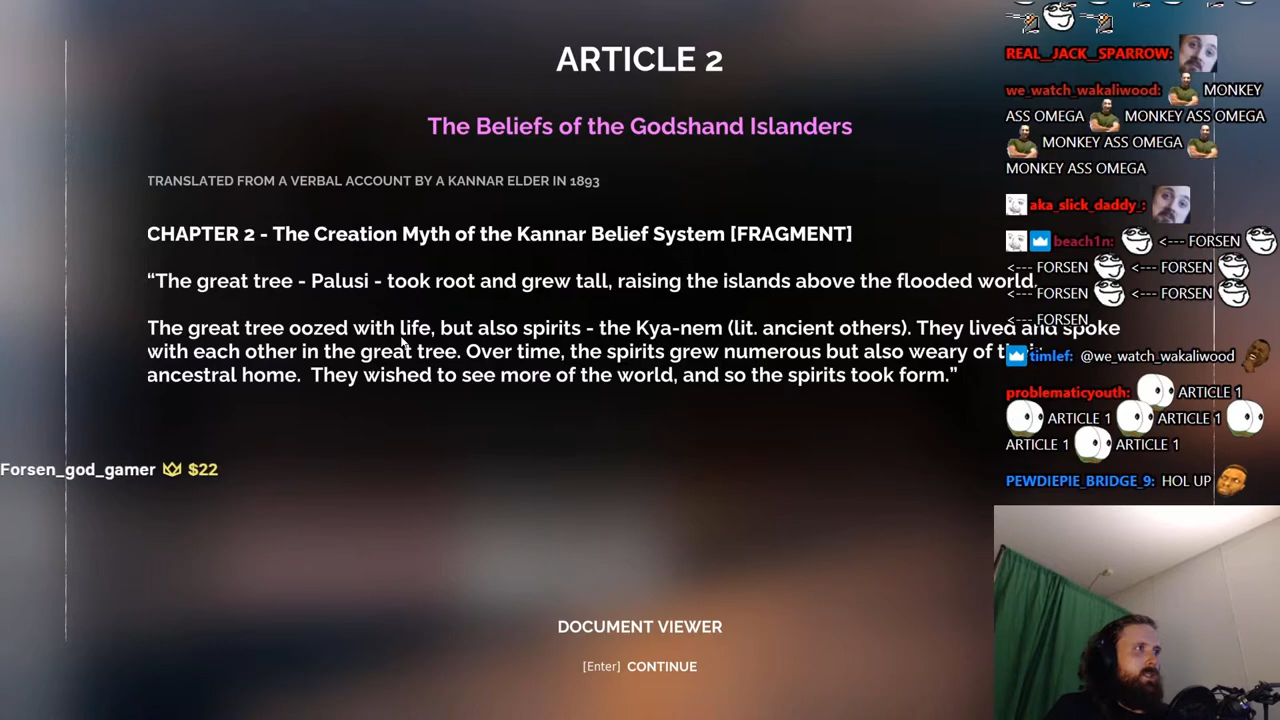 ARTICLE 2
The Beliefs of the Godshand Islanders
TRANSLATED FROM A VERBAL ACCOUNT BY A KANNAR ELDER IN 1893
CHAPTER 2 - The Creation Myth of the Kannar Belief System [FRAGMENT]
“The great tree - Palusi - took root and grew tall, raising the islands above the flooded world.
The great tree oozed with life, but also spirits - the Kya-nem (lit. ancient others). They lived and spoke
with each other in the great tree. Over time, the spirits grew numerous but also weary of
ancestral home. They wished to see more of the world, and so the spirits took form.”
Forsen_god_gamer $22
DOCUMENT VIEWER
[Enter] CONTINUE
REAL_JACK_SPARROW:
we_watch_wakaliwood: MONKEY
ASS OMEGA MONKEY ASS OMEGA
MONKEY ASS OMEGA
MONKEY ASS OMEGA
aka_slick_daddy_:
beach1n: <--- FORSEN
<--- FORSEN <--- FORSEN
<--- FORSEN <--- FORSEN
<--- FORSEN
timlef: @we_watch_wakaliwood
problematicyouth: ARTICLE 1
ARTICLE 1 ARTICLE 1
ARTICLE 1 ARTICLE 1
PEWDIEPIE_BRIDGE_9: HOL UP